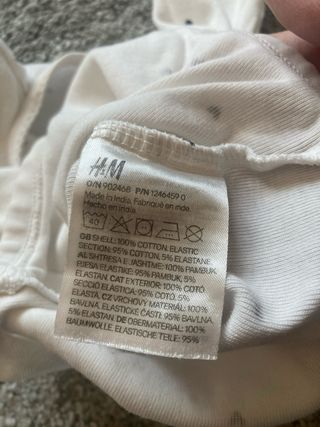 H&M
O/N 902468 P/N 1246459 0
Made in India, Fabriqué en Inde
Hecho en India
40
GB SHELL: 100% COTTON. ELASTIC
SECTION: 95% COTTON, 5% ELASTANE
AL SHTRESA E JASHTME: 100% PAMBUK.
PJESA ELASTIKE: 95% PAMBUK, 5%
ELASTAN. CAT EXTERIOR: 100% COTÓ
SECCIÓ ELÀSTICA: 95% COTÓ, 5%
ELASTÀ. CZ VRCHOVÝ MATERIÁL: 100%
BAVLNA. ELASTICKÉ ČÁSTI: 95% BAVLNA,
5% ELASTAN. DE OBERMATERIAL: 100%
BAUMWOLLE. ELASTISCHE TEILE: 95%